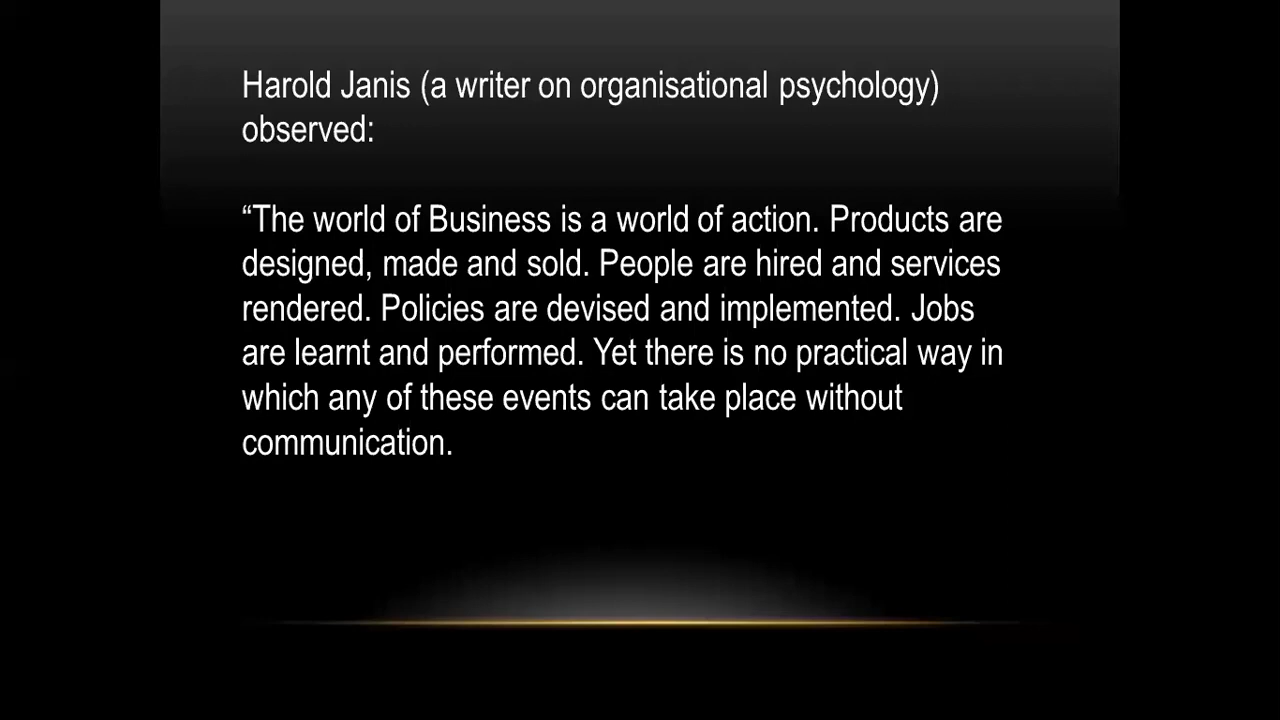 Harold Janis (a writer on organisational psychology)
observed:
“The world of Business is a world of action. Products are
designed, made and sold. People are hired and services
rendered. Policies are devised and implemented. Jobs
are learnt and performed. Yet there is no practical way in
which any of these events can take place without
communication.